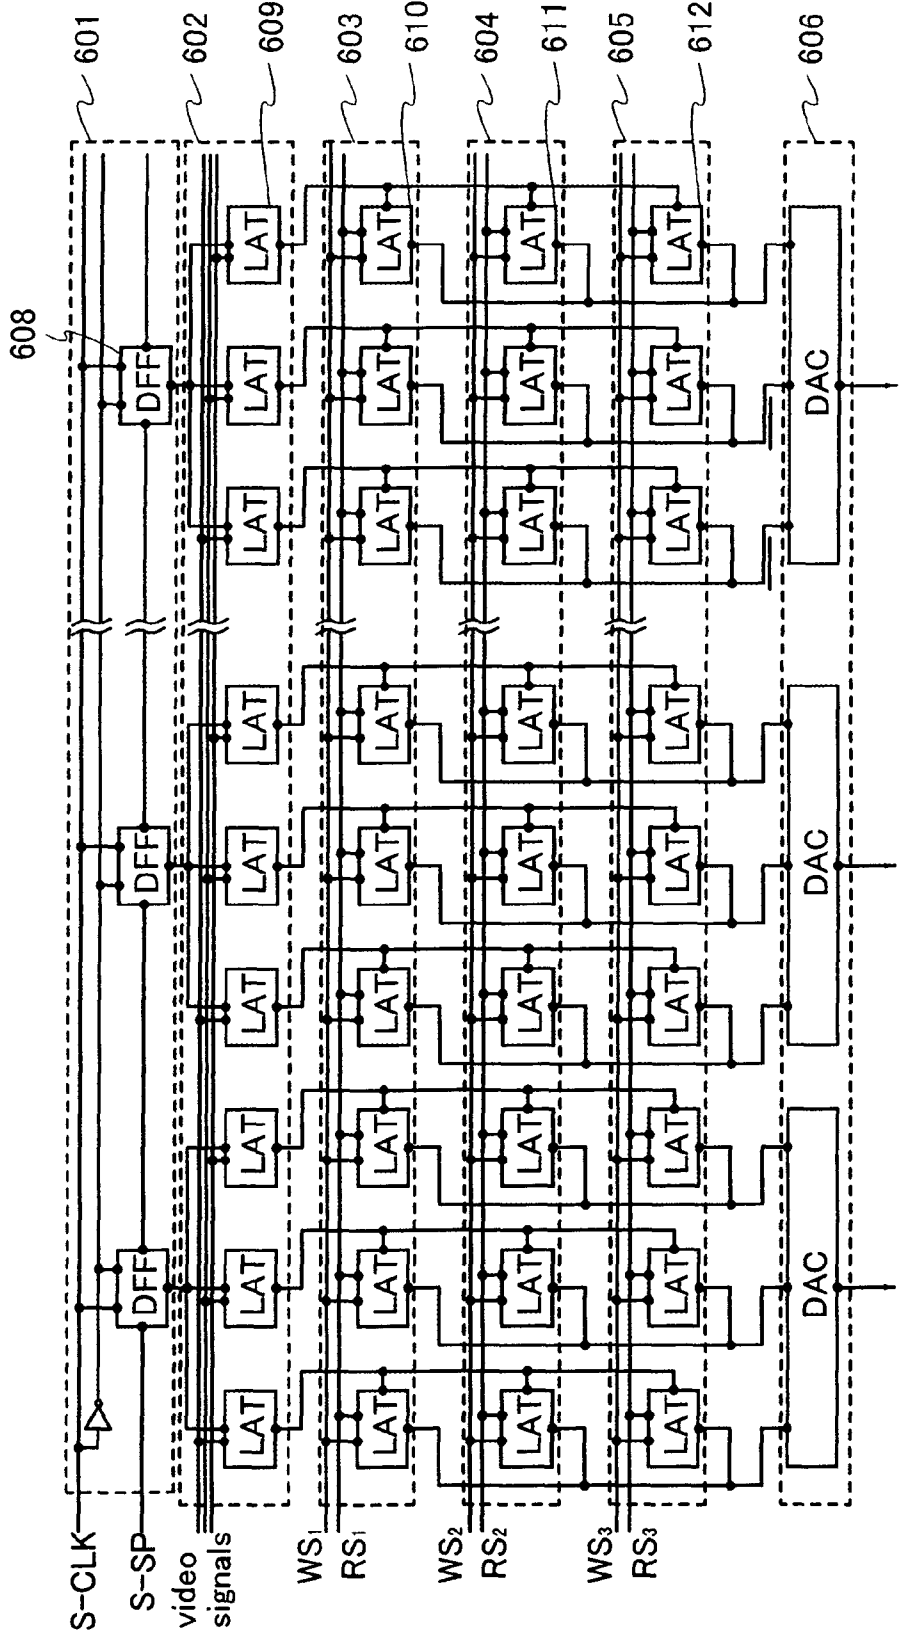 608
S-CLK
601
S-SP
DFF
DFF
DFF
video
signals
602
LAT
LAT
LAT
LAT
LAT
LAT
LAT
LAT
LAT
609
WS1
RS1
603
LAT
LAT
LAT
LAT
LAT
LAT
LAT
LAT
LAT
610
WS2
RS2
604
LAT
LAT
LAT
LAT
LAT
LAT
LAT
LAT
LAT
611
WS3
RS3
605
LAT
LAT
LAT
LAT
LAT
LAT
LAT
LAT
LAT
612
DAC
DAC
DAC
606